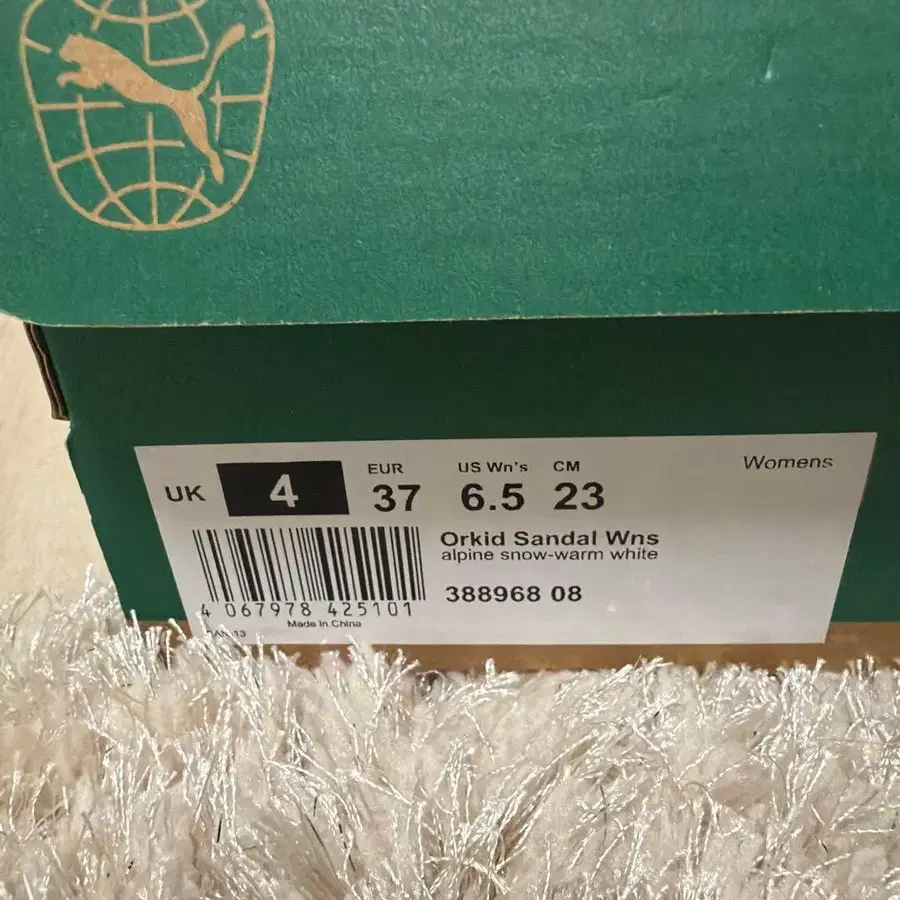 Womens
UK 4
EUR 37
US Wn's 6.5
CM 23
Orkid Sandal Wns
alpine snow-warm white
388968 08
4 067978 425101
Made in China